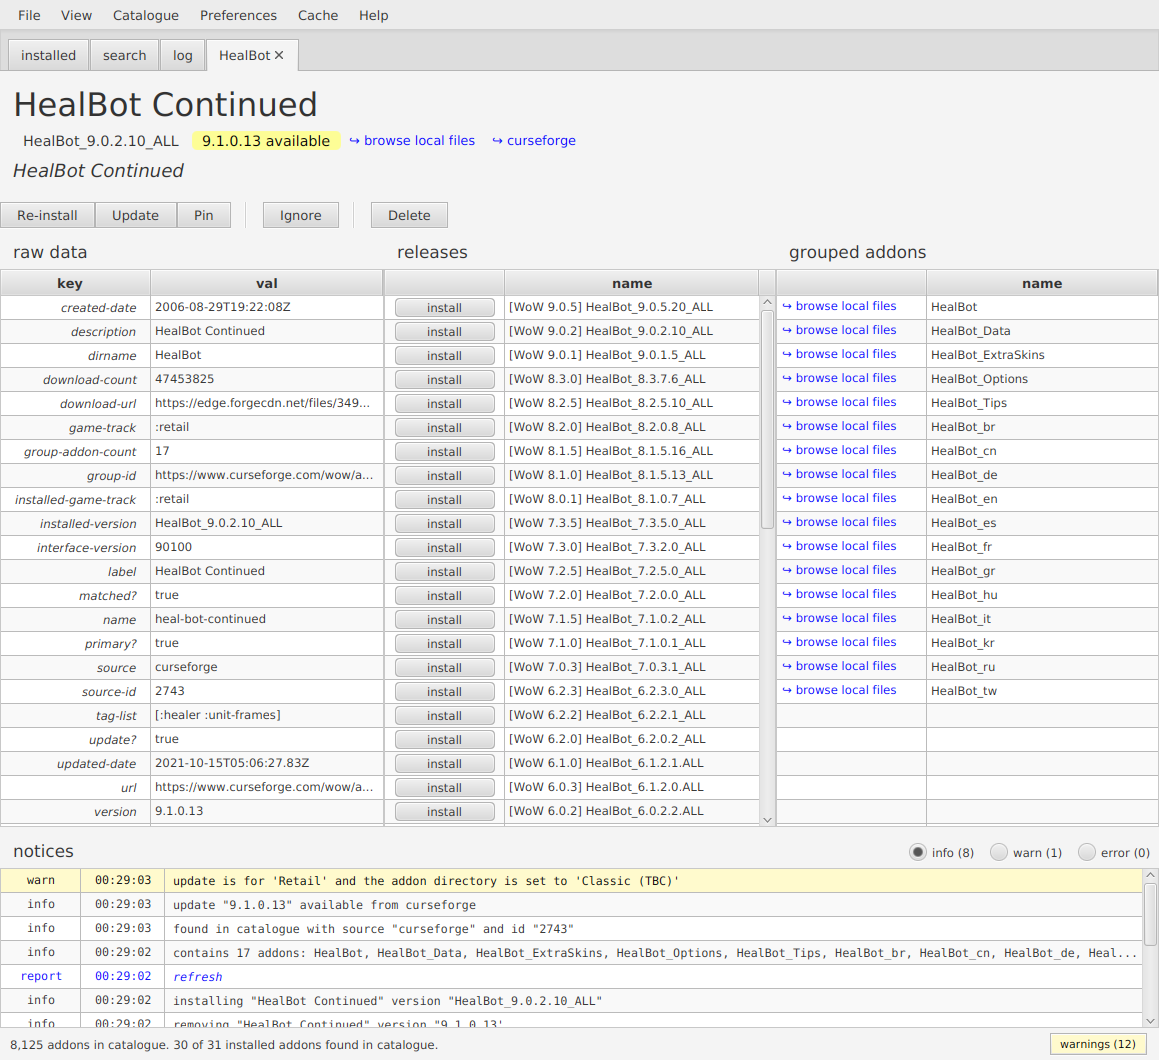 File View Catalogue Preferences Cache Help
installed search log HealBot ✕
HealBot Continued
HealBot_9.0.2.10_ALL 9.1.0.13 available ↪ browse local files ↪ curseforge
HealBot Continued
Re-install Update Pin Ignore Delete
raw data releases grouped addons
key val name name
created-date 2006-08-29T19:22:08Z install [WoW 9.0.5] HealBot_9.0.5.20_ALL ↪ browse local files HealBot
description HealBot Continued install [WoW 9.0.2] HealBot_9.0.2.10_ALL ↪ browse local files HealBot_Data
dirname HealBot install [WoW 9.0.1] HealBot_9.0.1.5_ALL ↪ browse local files HealBot_ExtraSkins
download-count 47453825 install [WoW 8.3.0] HealBot_8.3.7.6_ALL ↪ browse local files HealBot_Options
download-url https://edge.forgecdn.net/files/349... install [WoW 8.2.5] HealBot_8.2.5.10_ALL ↪ browse local files HealBot_Tips
game-track :retail install [WoW 8.2.0] HealBot_8.2.0.8_ALL ↪ browse local files HealBot_br
group-addon-count 17 install [WoW 8.1.5] HealBot_8.1.5.16_ALL ↪ browse local files HealBot_cn
group-id https://www.curseforge.com/wow/a... install [WoW 8.1.0] HealBot_8.1.5.13_ALL ↪ browse local files HealBot_de
installed-game-track :retail install [WoW 8.0.1] HealBot_8.1.0.7_ALL ↪ browse local files HealBot_en
installed-version HealBot_9.0.2.10_ALL install [WoW 7.3.5] HealBot_7.3.5.0_ALL ↪ browse local files HealBot_es
interface-version 90100 install [WoW 7.3.0] HealBot_7.3.2.0_ALL ↪ browse local files HealBot_fr
label HealBot Continued install [WoW 7.2.5] HealBot_7.2.5.0_ALL ↪ browse local files HealBot_gr
matched? true install [WoW 7.2.0] HealBot_7.2.0.0_ALL ↪ browse local files HealBot_hu
name heal-bot-continued install [WoW 7.1.5] HealBot_7.1.0.2_ALL ↪ browse local files HealBot_it
primary? true install [WoW 7.1.0] HealBot_7.1.0.1_ALL ↪ browse local files HealBot_kr
source curseforge install [WoW 7.0.3] HealBot_7.0.3.1_ALL ↪ browse local files HealBot_ru
source-id 2743 install [WoW 6.2.3] HealBot_6.2.3.0_ALL ↪ browse local files HealBot_tw
tag-list [:healer :unit-frames] install [WoW 6.2.2] HealBot_6.2.2.1_ALL
update? true install [WoW 6.2.0] HealBot_6.2.0.2_ALL
updated-date 2021-10-15T05:06:27.83Z install [WoW 6.1.0] HealBot_6.1.2.1.ALL
url https://www.curseforge.com/wow/a... install [WoW 6.0.3] HealBot_6.1.2.0.ALL
version 9.1.0.13 install [WoW 6.0.2] HealBot_6.0.2.2.ALL
notices info (8) warn (1) error (0)
warn 00:29:03 update is for 'Retail' and the addon directory is set to 'Classic (TBC)'
info 00:29:03 update "9.1.0.13" available from curseforge
info 00:29:03 found in catalogue with source "curseforge" and id "2743"
info 00:29:02 contains 17 addons: HealBot, HealBot_Data, HealBot_ExtraSkins, HealBot_Options, HealBot_Tips, HealBot_br, HealBot_cn, HealBot_de, Heal...
report 00:29:02 refresh
info 00:29:02 installing "HealBot Continued" version "HealBot_9.0.2.10_ALL"
info 00:29:02 removing "HealBot Continued" version "9.1.0.13"
8,125 addons in catalogue. 30 of 31 installed addons found in catalogue. warnings (12)